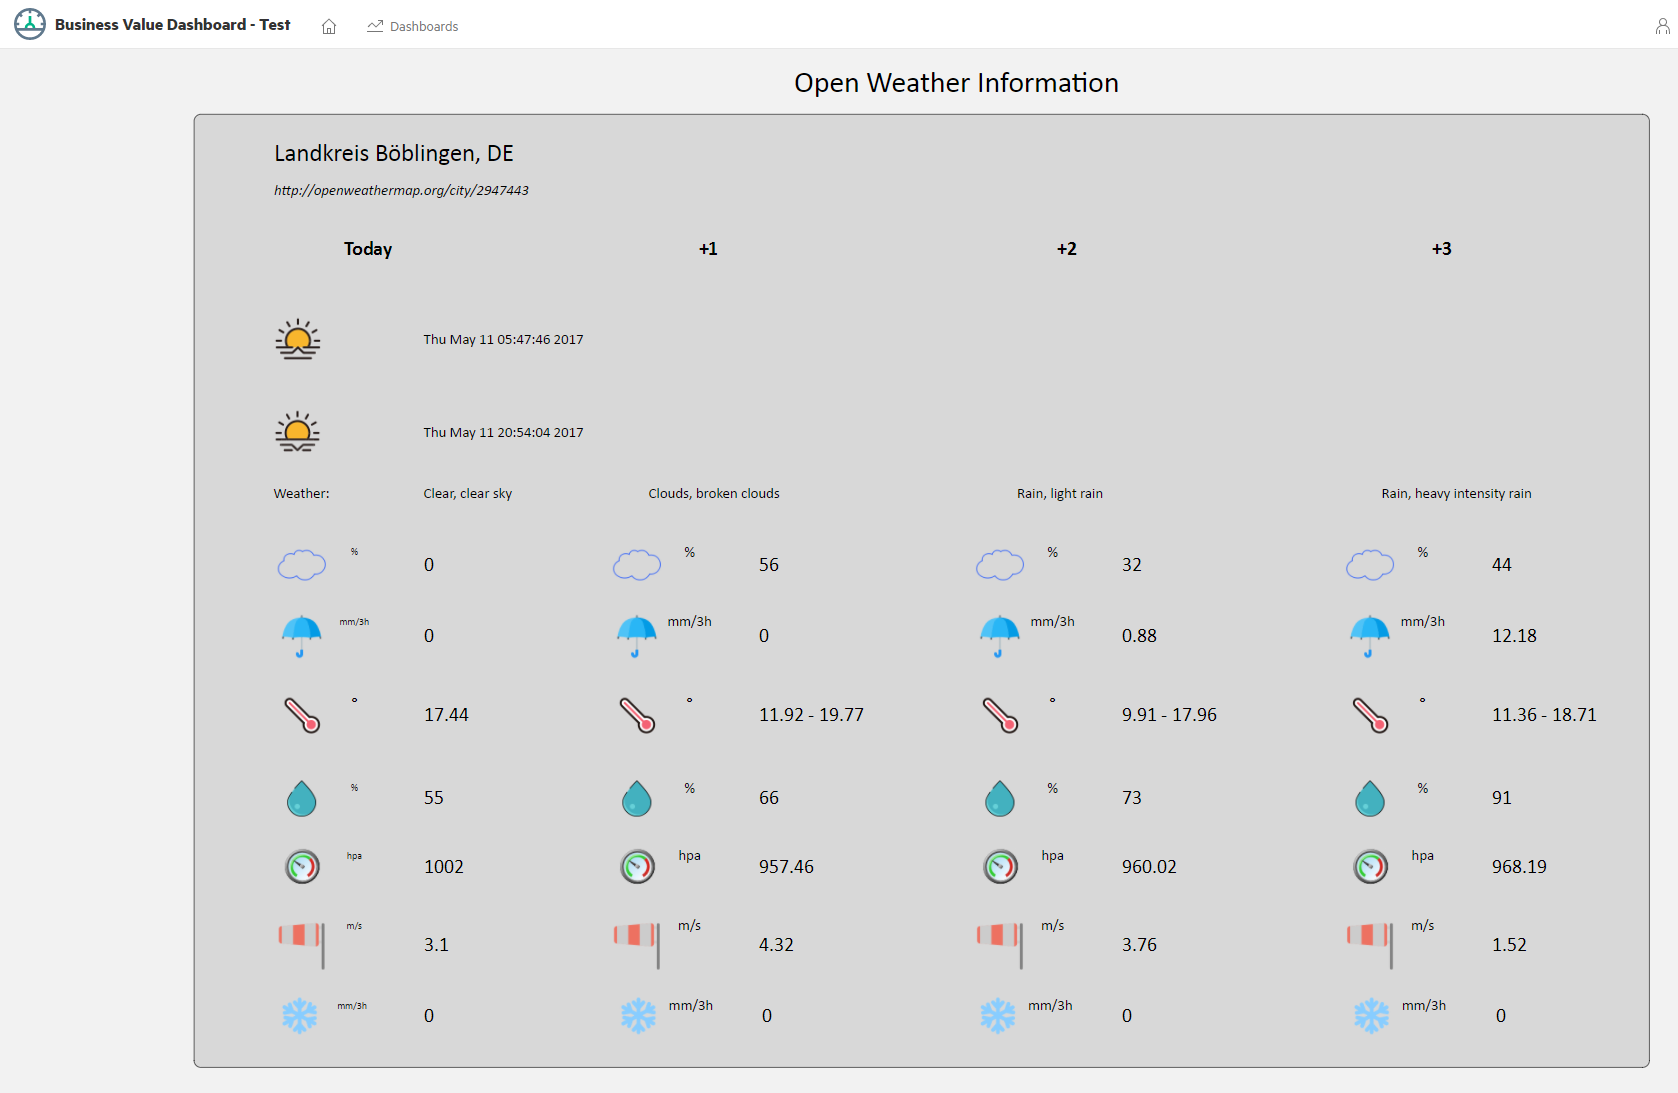 Business Value Dashboard - Test
Dashboards
Open Weather Information
Landkreis Böblingen, DE
http://openweathermap.org/city/2947443
Today +1 +2 +3
Thu May 11 05:47:46 2017
Thu May 11 20:54:04 2017
Weather: Clear, clear sky Clouds, broken clouds Rain, light rain Rain, heavy intensity rain
% 0 % 56 % 32 % 44
mm/3h 0 mm/3h 0 mm/3h 0.88 mm/3h 12.18
° 17.44 ° 11.92 - 19.77 ° 9.91 - 17.96 ° 11.36 - 18.71
% 55 % 66 % 73 % 91
hpa 1002 hpa 957.46 hpa 960.02 hpa 968.19
m/s 3.1 m/s 4.32 m/s 3.76 m/s 1.52
mm/3h 0 mm/3h 0 mm/3h 0 mm/3h 0